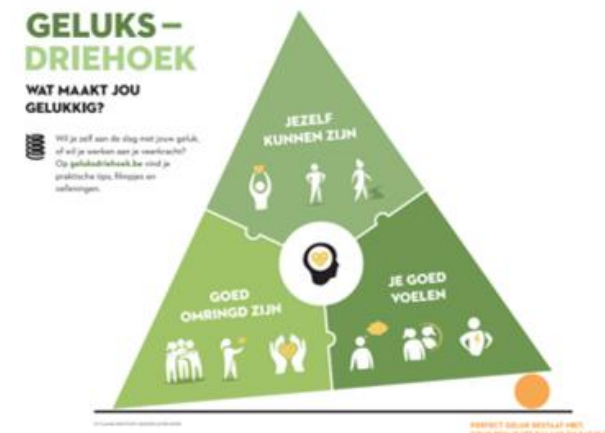 GELUKS–
DRIEHOEK
WAT MAAKT JOU
GELUKKIG?
Wil je zelf aan de slag met jouw geluk,
of wil je werken aan je veerkracht?
Op geluksdriehoek.be vind je
praktische tips, filmpjes en
oefeningen.
JEZELF
KUNNEN ZIJN
GOED
OMRINGD ZIJN
JE GOED
VOELEN
PERFECT GELUK BESTAAT NIET.